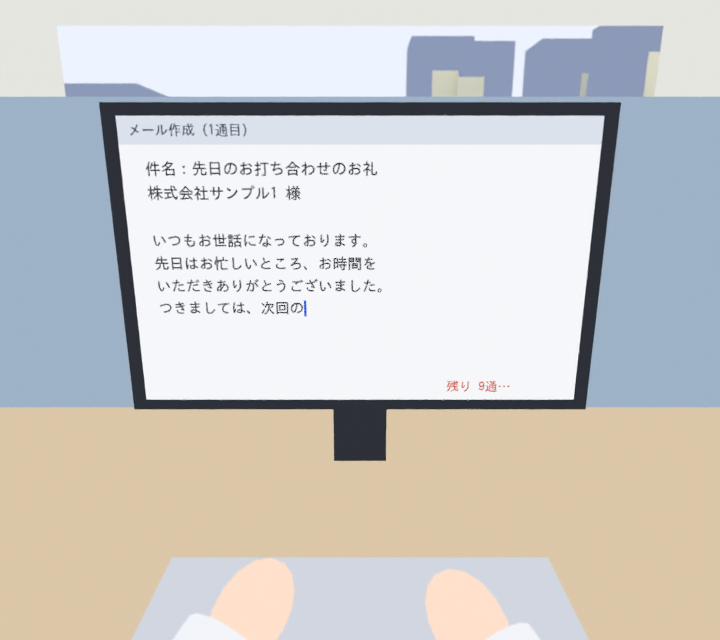 メール作成（1通目）
件名：先日のお打ち合わせのお礼
株式会社サンプル1 様
いつもお世話になっております。
先日はお忙しいところ、お時間を
いただきありがとうございました。
つきましては、次回の
残り 9通…